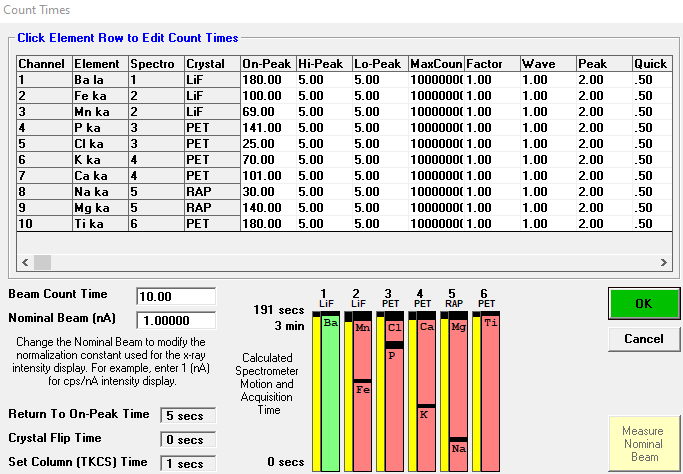 Count Times
Click Element Row to Edit Count Times
Channel Element Spectro Crystal On-Peak Hi-Peak Lo-Peak MaxCoun Factor Wave Peak Quick
1 Ba la 1 LiF 180.00 5.00 5.00 1000000( 1.00 1.00 2.00 .50
2 Fe ka 2 LiF 100.00 5.00 5.00 1000000( 1.00 1.00 2.00 .50
3 Mn ka 2 LiF 69.00 5.00 5.00 1000000( 1.00 1.00 2.00 .50
4 P ka 3 PET 141.00 5.00 5.00 1000000( 1.00 1.00 2.00 .50
5 Cl ka 3 PET 25.00 5.00 5.00 1000000( 1.00 1.00 2.00 .50
6 K ka 4 PET 70.00 5.00 5.00 1000000( 1.00 1.00 2.00 .50
7 Ca ka 4 PET 101.00 5.00 5.00 1000000( 1.00 1.00 2.00 .50
8 Na ka 5 RAP 30.00 5.00 5.00 1000000( 1.00 1.00 2.00 .50
9 Mg ka 5 RAP 140.00 5.00 5.00 1000000( 1.00 1.00 2.00 .50
10 Ti ka 6 PET 180.00 5.00 5.00 1000000( 1.00 1.00 2.00 .50
Beam Count Time 10.00
Nominal Beam (nA) 1.00000
Change the Nominal Beam to modify the
normalization constant used for the x-ray
intensity display. For example, enter 1 (nA)
for cps/nA intensity display.
Return To On-Peak Time 5 secs
Crystal Flip Time 0 secs
Set Column (TKCS) Time 1 secs
191 secs
3 min
Calculated
Spectrometer
Motion and
Acquisition
Time
0 secs
1 2 3 4 5 6
LiF LiF PET PET RAP PET
Ba Mn Cl Ca Mg Ti
P
Fe
K
Na
OK
Cancel
Measure
Nominal
Beam